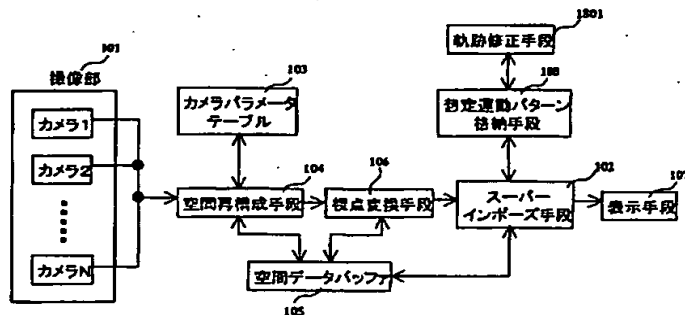 101
撮像部
カメラ1
カメラ2
カメラN
103
カメラパラメータ
テーブル
104
空間再構成手段
106
視点変換手段
1801
軌跡修正手段
108
想定運動パターン
格納手段
102
スーパー
インポーズ手段
107
表示手段
空間データバッファ
105